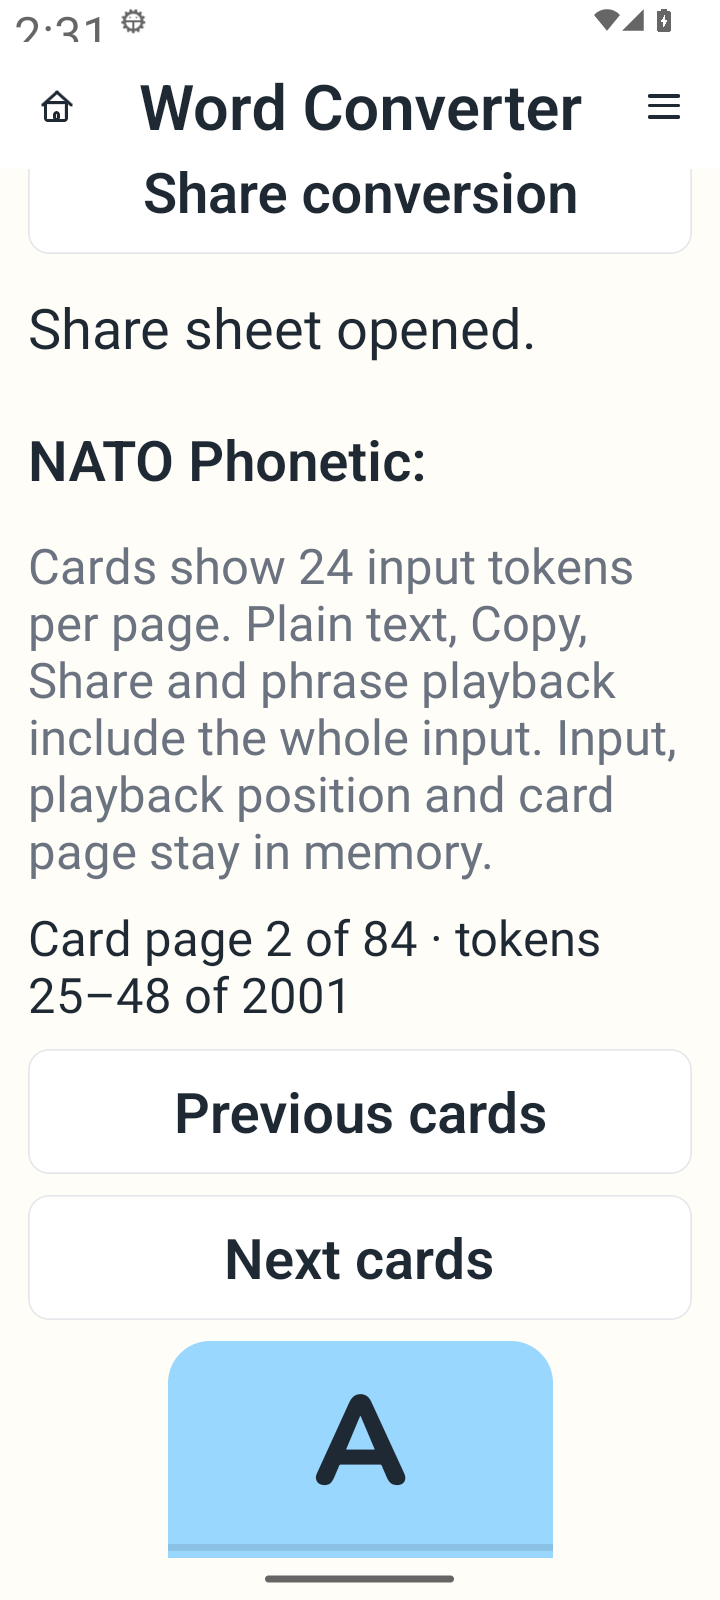 2:31
Word Converter
Share conversion
Share sheet opened.
NATO Phonetic:
Cards show 24 input tokens
per page. Plain text, Copy,
Share and phrase playback
include the whole input. Input,
playback position and card
page stay in memory.
Card page 2 of 84 · tokens
25–48 of 2001
Previous cards
Next cards
A